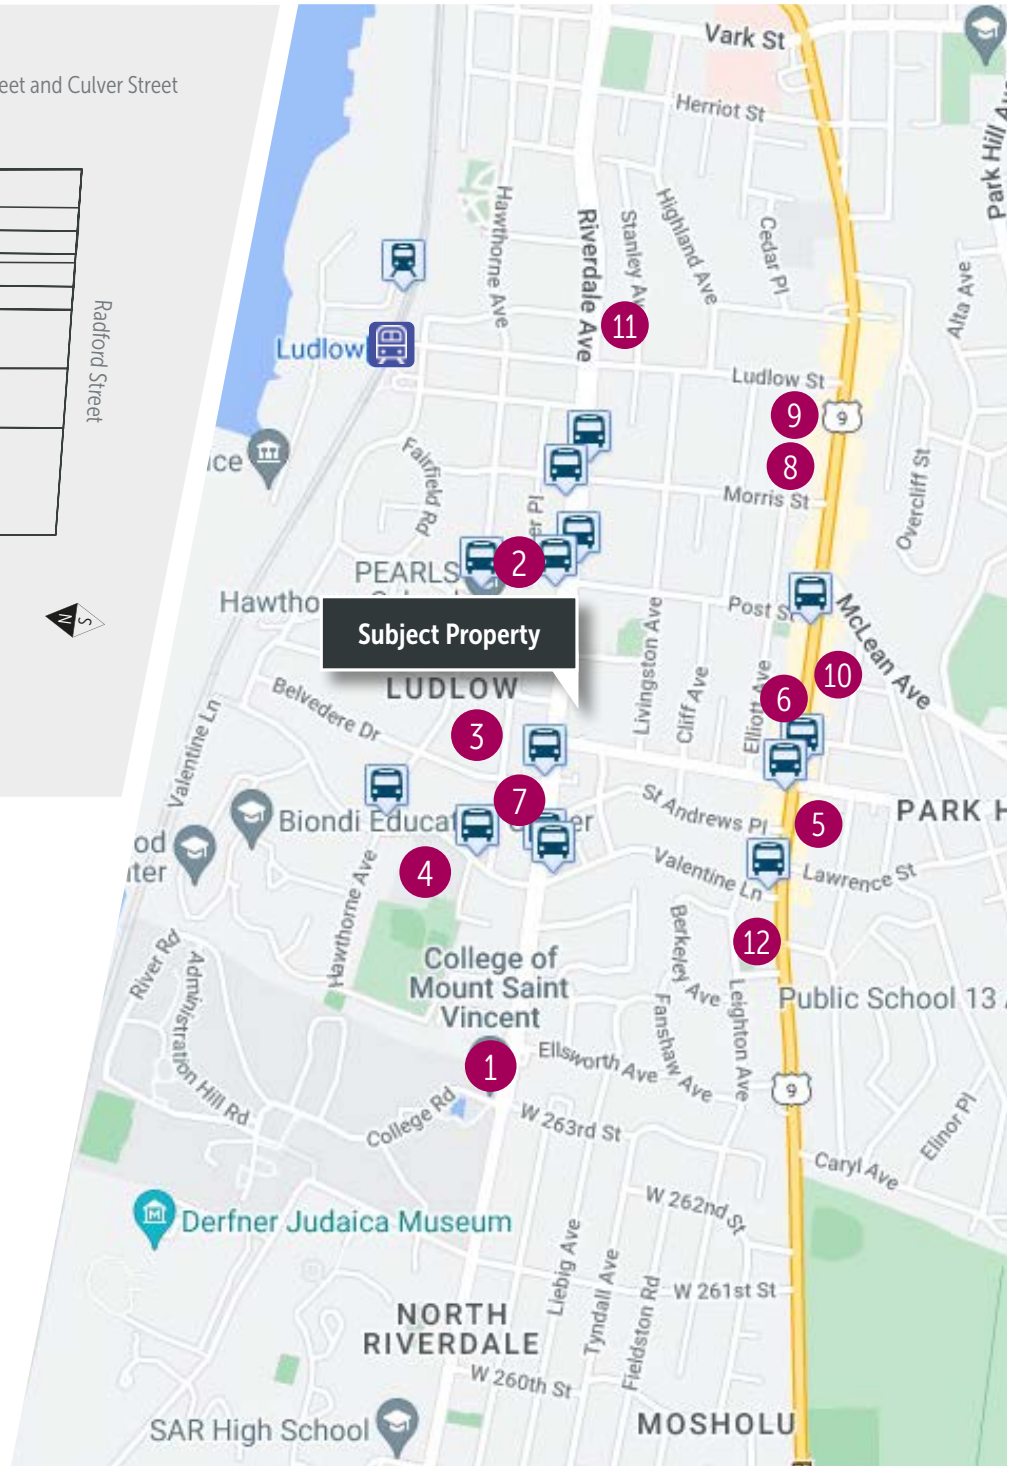 eet and Culver Street
Radford Street
N
S
Vark St
Herriot St
Park Hill Ave
Hawthorne Ave
Riverdale Ave
Stanley Av
Highland Ave
Cedar Pl
Alta Ave
11
Ludlow
Ludlow St
9
9
8
ice
Fairfield Rd
Morris St
Overcliff St
er Pl
2
PEARLS
Hawtho
Post St
McLean Ave
Subject Property
LUDLOW
Livingston Ave
Cliff Ave
Elliott Ave
10
6
Belvedere Dr
Valentine Ln
3
7
St Andrews Pl
5
PARK H
Biondi Educat
er
od
nter
4
Valentine Ln
Lawrence St
Hawthorne Ave
Berkeley Ave
12
River Rd
Administration Hill Rd
College of
Mount Saint
Vincent
Fanshaw Ave
Leighton Ave
Public School 13
1
Ellsworth Ave
9
College Rd
W 263rd St
Elinor Pl
Caryl Ave
W 262nd St
Derfner Judaica Museum
Liebig Ave
Tyndall Ave
Fieldston Rd
W 261st St
NORTH
RIVERDALE
W 260th St
SAR High School
MOSHOLU